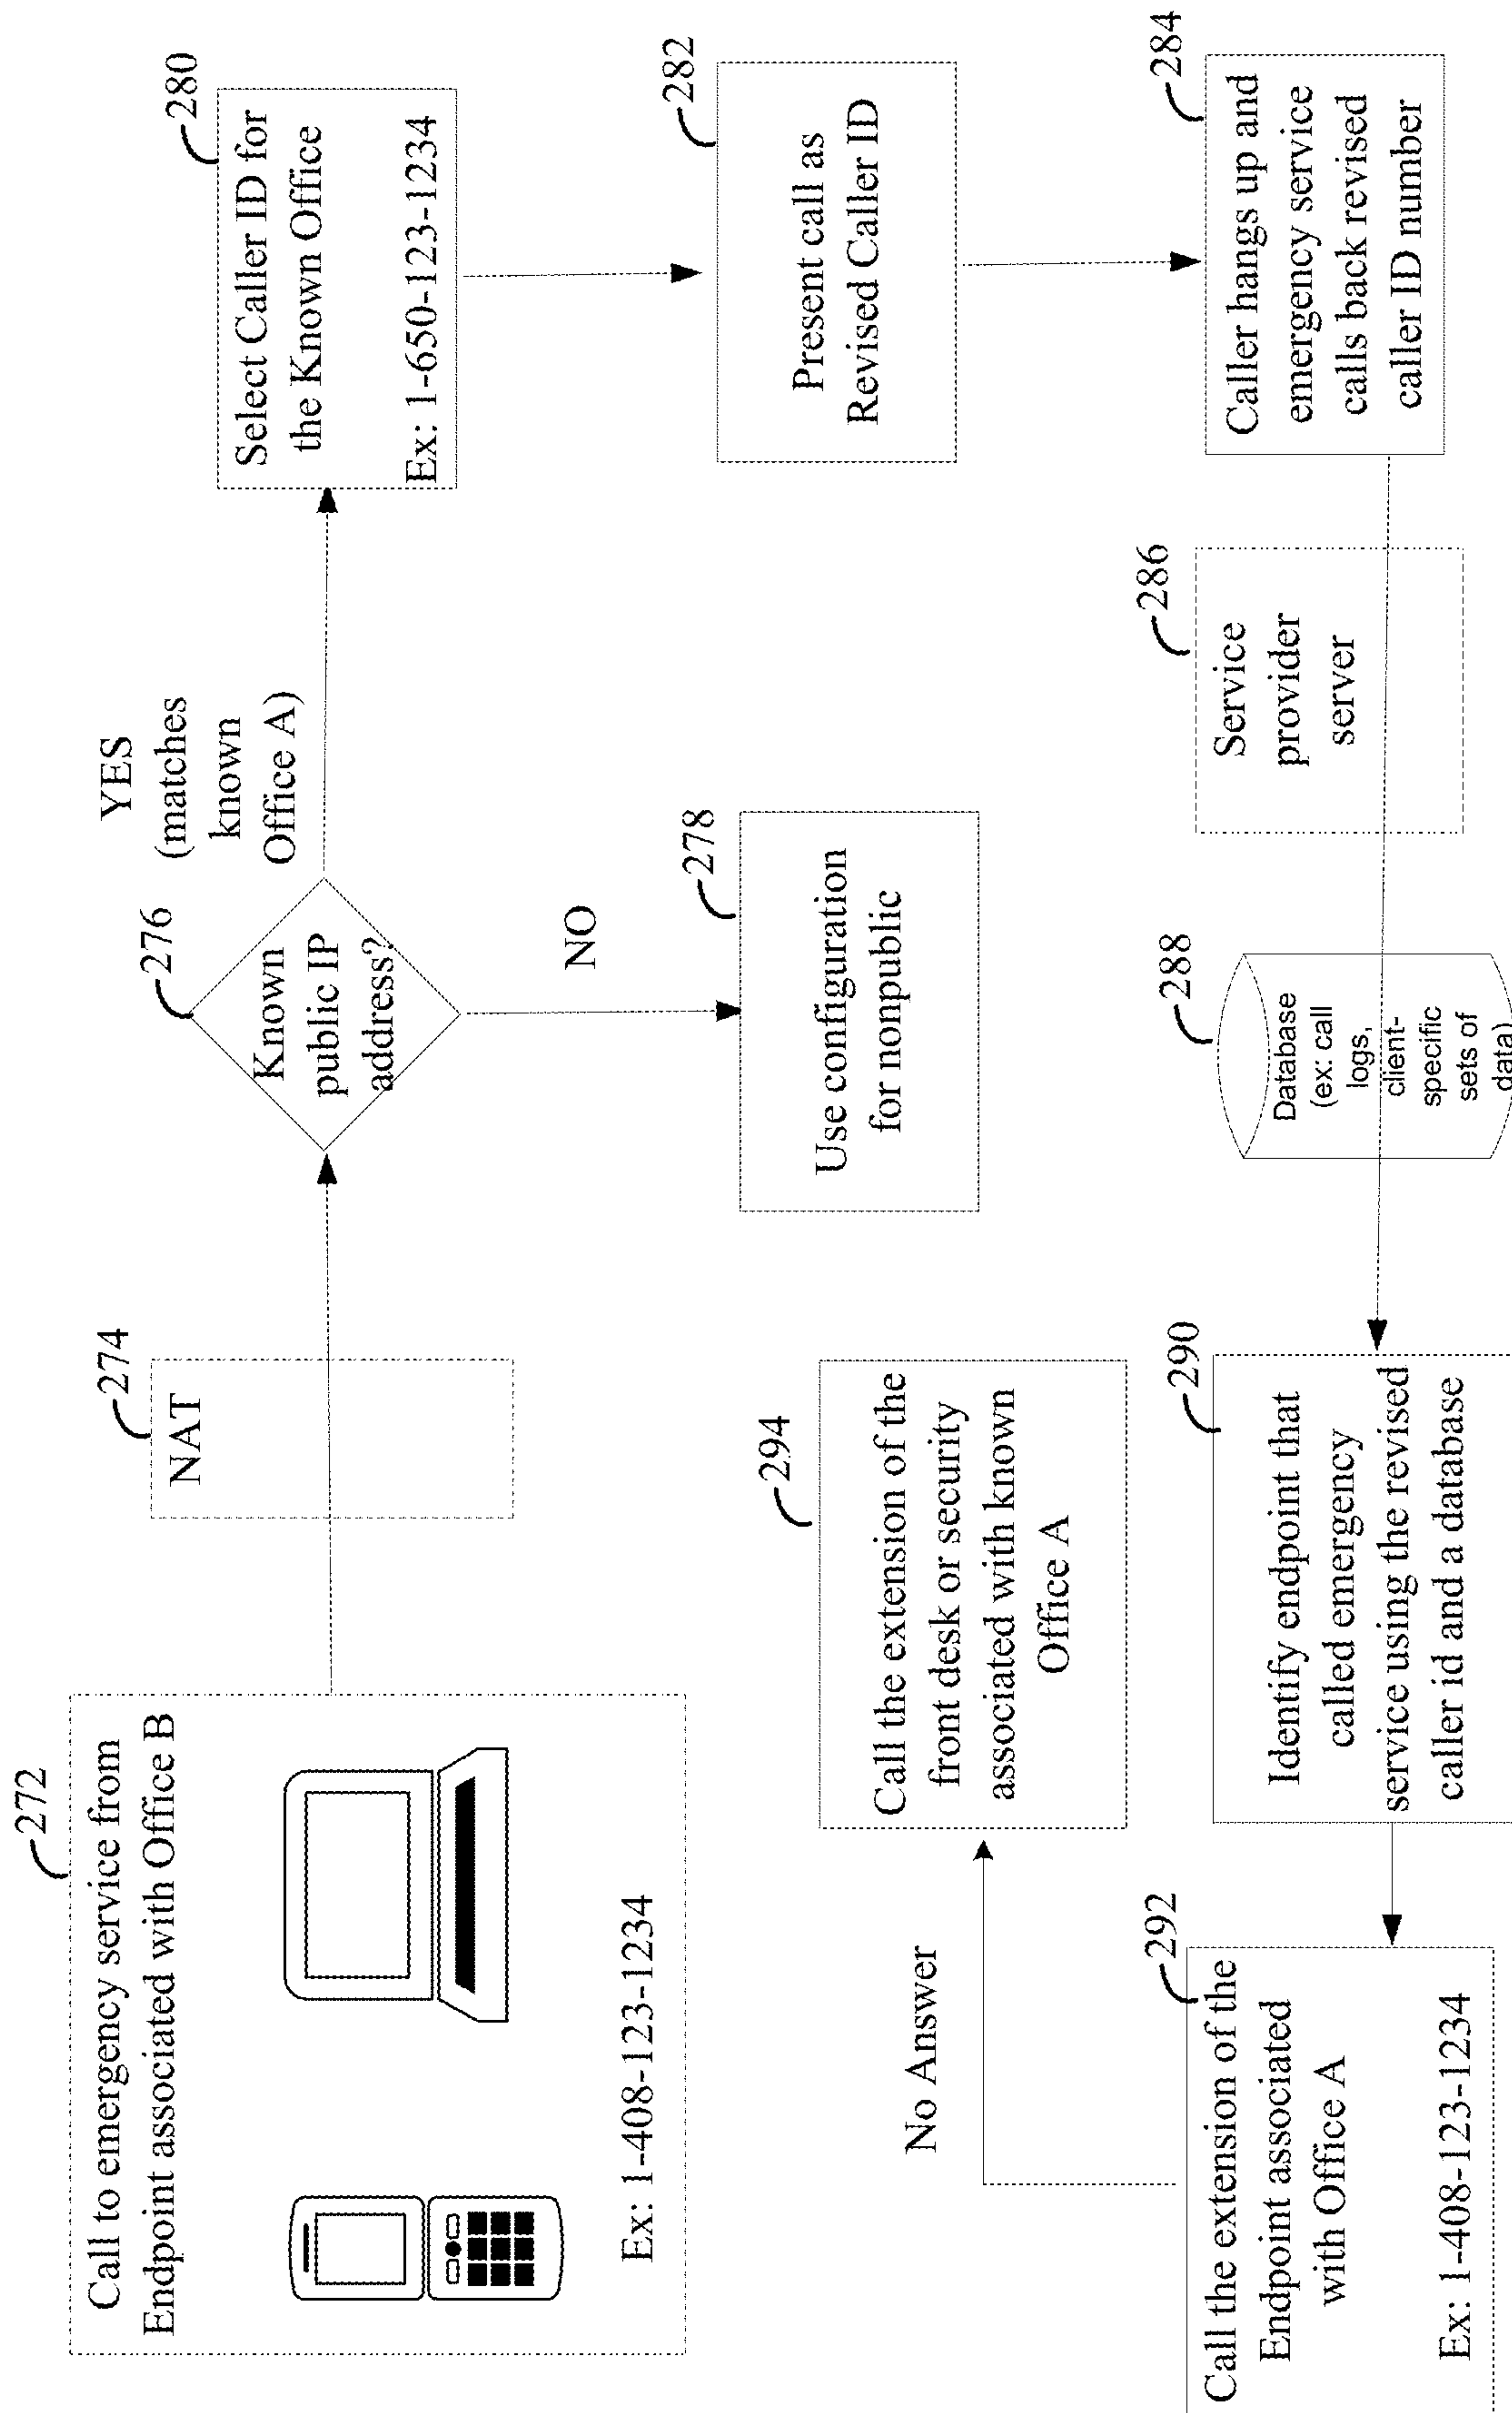 272
Call to emergency service from
Endpoint associated with Office B
Ex: 1-408-123-1234
274
NAT
276
Known
public IP
address?
YES
(matches
known
Office A)
NO
278
Use configuration
for nonpublic
280
Select Caller ID for
the Known Office
Ex: 1-650-123-1234
282
Present call as
Revised Caller ID
284
Caller hangs up and
emergency service
calls back revised
caller ID number
286
Service
provider
server
288
Database
(ex: call
logs,
client-
specific
sets of
data)
290
Identify endpoint that
called emergency
service using the revised
caller id and a database
292
Call the extension of the
Endpoint associated
with Office A
Ex: 1-408-123-1234
No Answer
294
Call the extension of the
front desk or security
associated with known
Office A